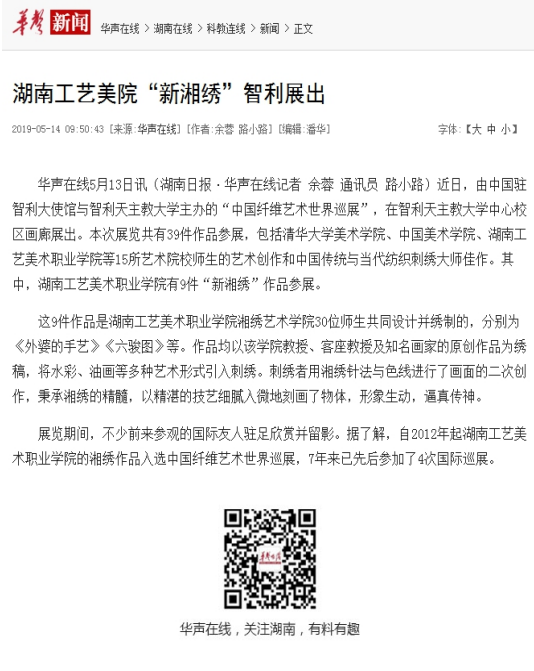 华声 新闻 华声在线 > 湖南在线 > 科教连线 > 新闻 > 正文
湖南工艺美院“新湘绣”智利展出
2019-05-14 09:50:43 [来源:华声在线] [作者:余蓉 路小路] [编辑:潘华] 字体:【大 中 小】
华声在线5月13日讯（湖南日报·华声在线记者 余蓉 通讯员 路小路）近日，由中国驻
智利大使馆与智利天主教大学主办的“中国纤维艺术世界巡展”，在智利天主教大学中心校
区画廊展出。本次展览共有39件作品参展，包括清华大学美术学院、中国美术学院、湖南工
艺美术职业学院等15所艺术院校师生的艺术创作和中国传统与当代纺织刺绣大师佳作。其
中，湖南工艺美术职业学院有9件“新湘绣”作品参展。
这9件作品是湖南工艺美术职业学院湘绣艺术学院30位师生共同设计并绣制的，分别为
《外婆的手艺》《六骏图》等。作品均以该学院教授、客座教授及知名画家的原创作品为绣
稿，将水彩、油画等多种艺术形式引入刺绣。刺绣者用湘绣针法与色线进行了画面的二次创
作，秉承湘绣的精髓，以精湛的技艺细腻入微地刻画了物体，形象生动，逼真传神。
展览期间，不少前来参观的国际友人驻足欣赏并留影。据了解，自2012年起湖南工艺美
术职业学院的湘绣作品入选中国纤维艺术世界巡展，7年来已先后参加了4次国际巡展。
华声在线
华声在线，关注湖南，有料有趣